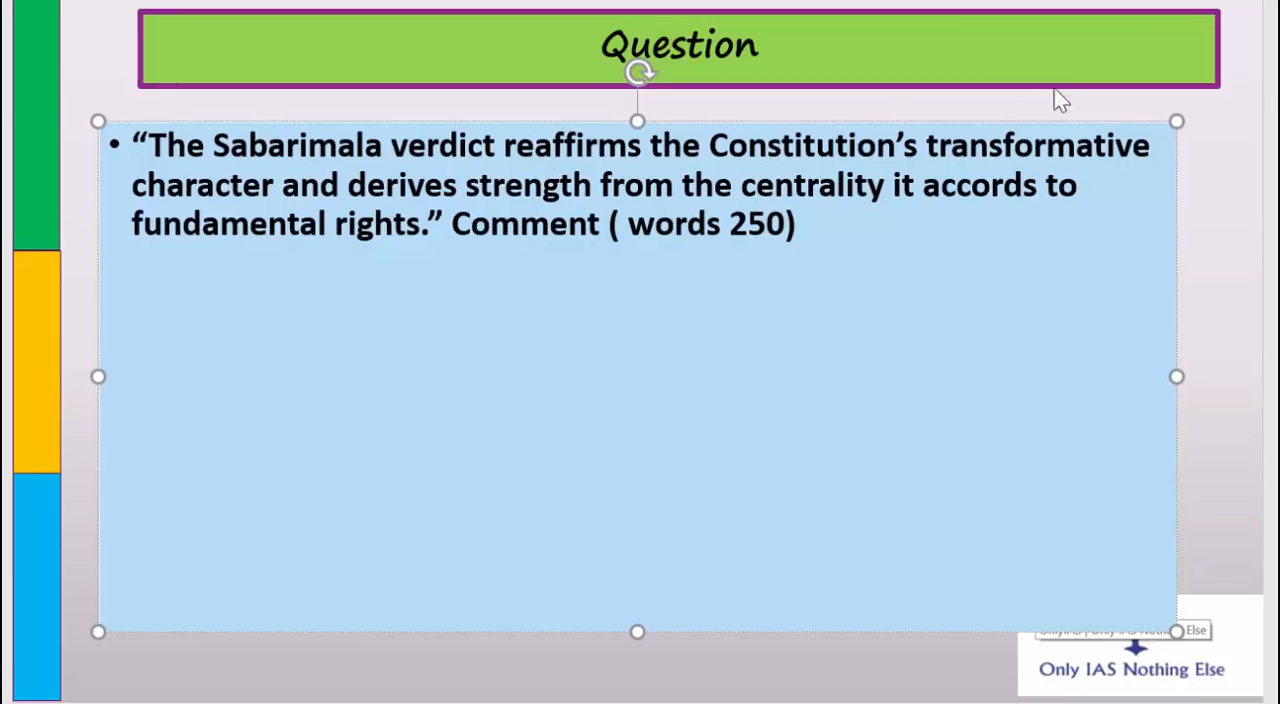 Question
• “The Sabarimala verdict reaffirms the Constitution’s transformative
character and derives strength from the centrality it accords to
fundamental rights.” Comment ( words 250)
Else
Only IAS Nothing Else